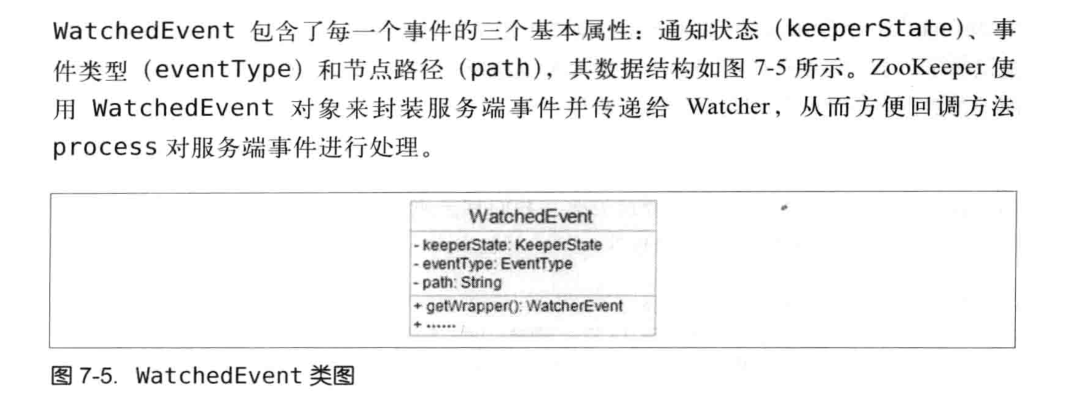 WatchedEvent 包含了每一个事件的三个基本属性：通知状态（keeperState）、事
件类型（eventType）和节点路径（path），其数据结构如图 7-5 所示。ZooKeeper 使
用 WatchedEvent 对象来封装服务端事件并传递给 Watcher，从而方便回调方法
process 对服务端事件进行处理。
WatchedEvent
- keeperState: KeeperState
- eventType: EventType
- path: String
+ getWrapper(): WatcherEvent
+ ······
图 7-5. WatchedEvent 类图